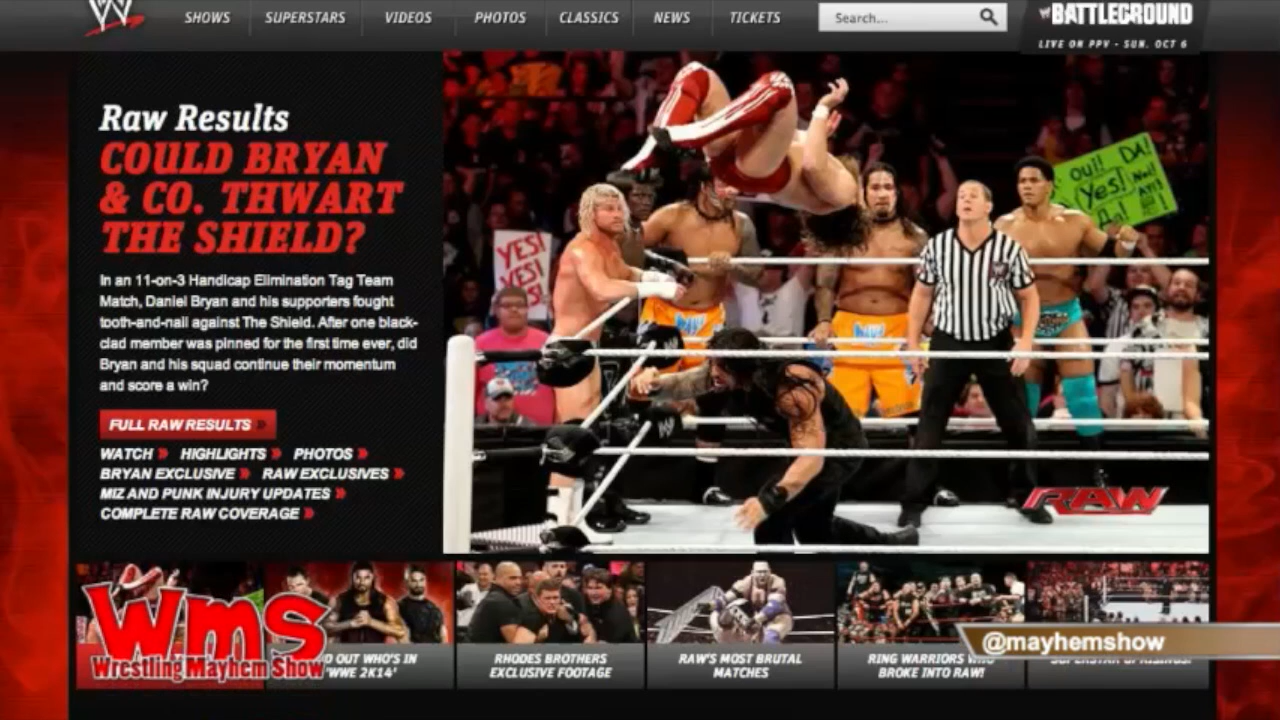 W
SHOWS
SUPERSTARS
VIDEOS
PHOTOS
CLASSICS
NEWS
TICKETS
Search...
BATTLEGROUND
LIVE ON PPV - SUN. OCT 6
Raw Results
COULD BRYAN
& CO. THWART
THE SHIELD?
In an 11-on-3 Handicap Elimination Tag Team
Match, Daniel Bryan and his supporters fought
tooth-and-nail against The Shield. After one black-
clad member was pinned for the first time ever, did
Bryan and his squad continue their momentum
and score a win?
FULL RAW RESULTS
WATCH HIGHLIGHTS PHOTOS
BRYAN EXCLUSIVE RAW EXCLUSIVES
MIZ AND PUNK INJURY UPDATES
COMPLETE RAW COVERAGE
YES!
YES!
OUI!! DA!
Yes!
RAW
Wms
Wrestling Mayhem Show
OUT WHO'S IN
'WWE 2K14'
RHODES BROTHERS
EXCLUSIVE FOOTAGE
RAW'S MOST BRUTAL
MATCHES
RING WARRIORS
BROKE INTO RAW!
@mayhemshow